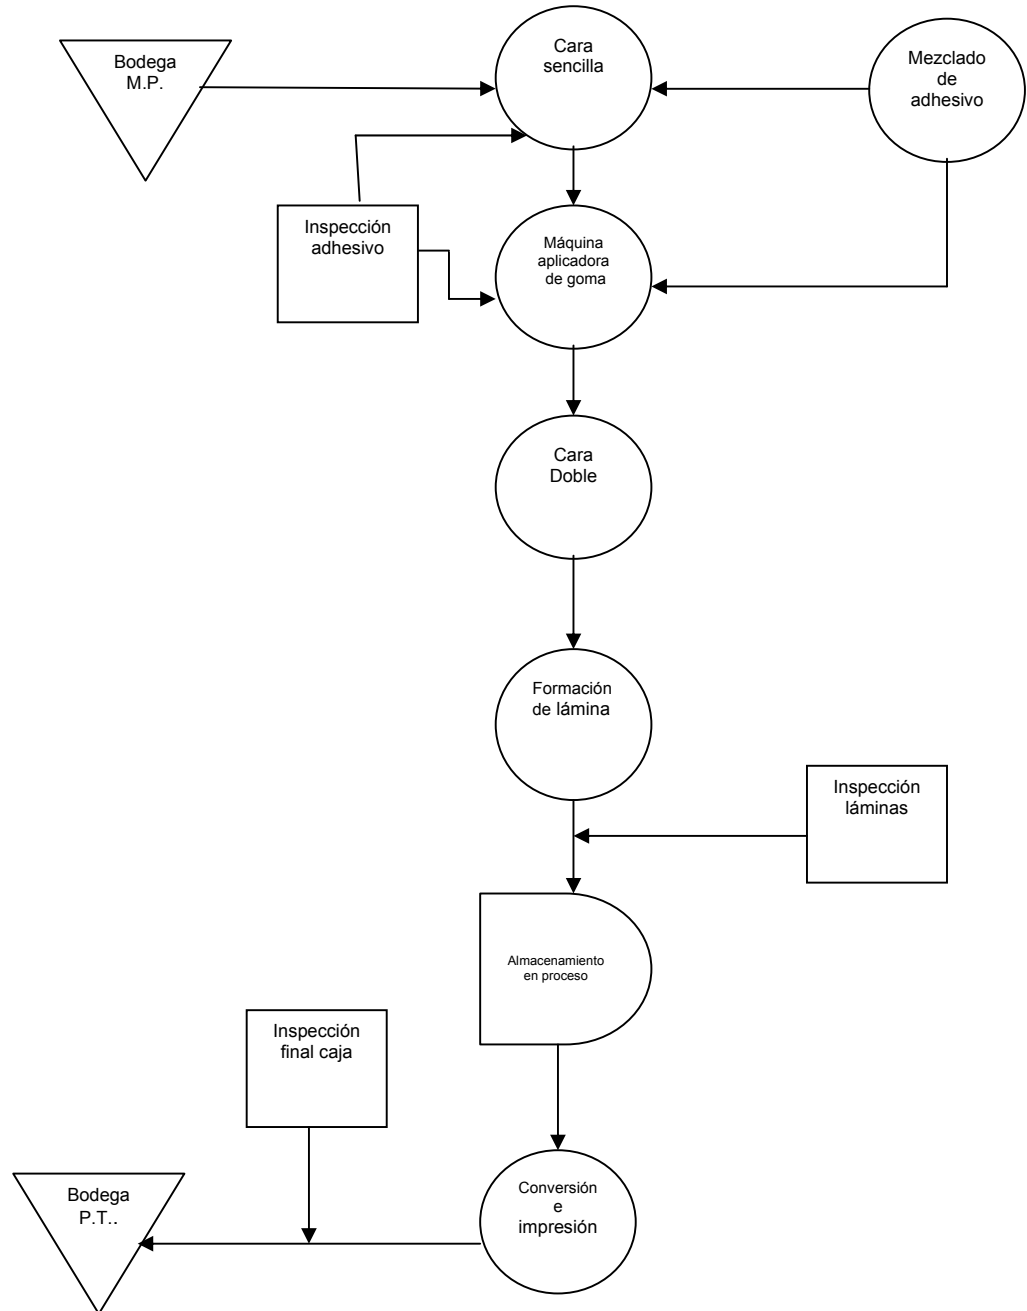 Bodega
M.P.
Cara
sencilla
Mezclado
de
adhesivo
Inspección
adhesivo
Máquina
aplicadora
de goma
Cara
Doble
Formación
de lámina
Inspección
láminas
Almacenamiento
en proceso
Inspección
final caja
Bodega
P.T..
Conversión
e
impresión